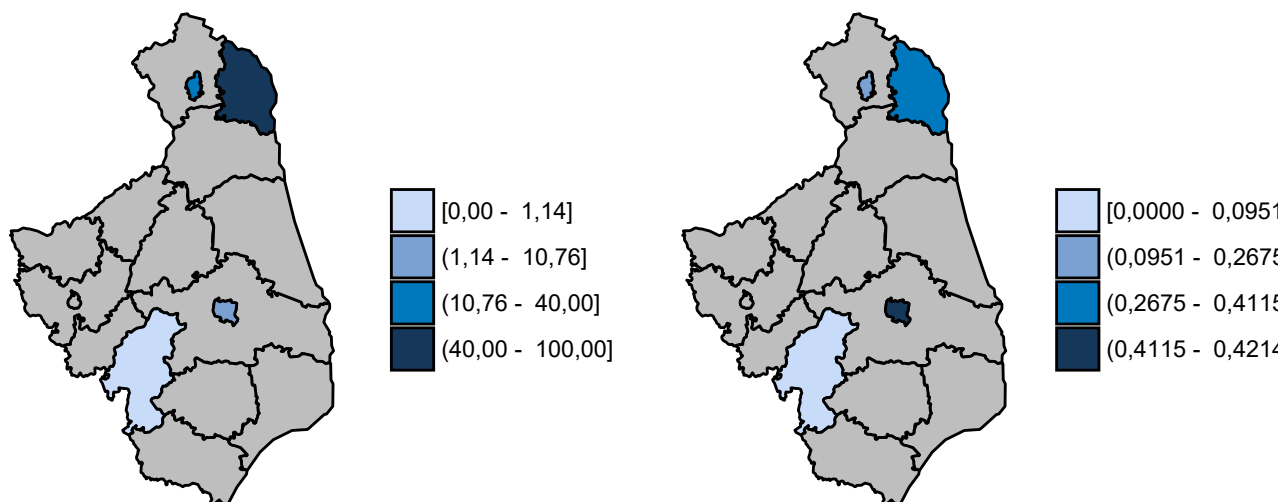 [0,00 - 1,14]
(1,14 - 10,76]
(10,76 - 40,00]
(40,00 - 100,00]
[0,0000 - 0,0951
(0,0951 - 0,2675
(0,2675 - 0,4115
(0,4115 - 0,4214